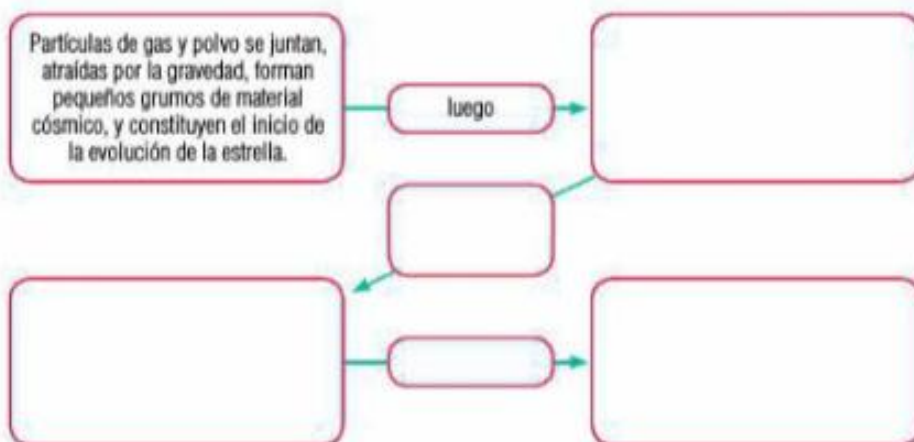 Partículas de gas y polvo se juntan,
atraídas por la gravedad, forman
pequeños grumos de material
cósmico, y constituyen el inicio de
la evolución de la estrella.
luego